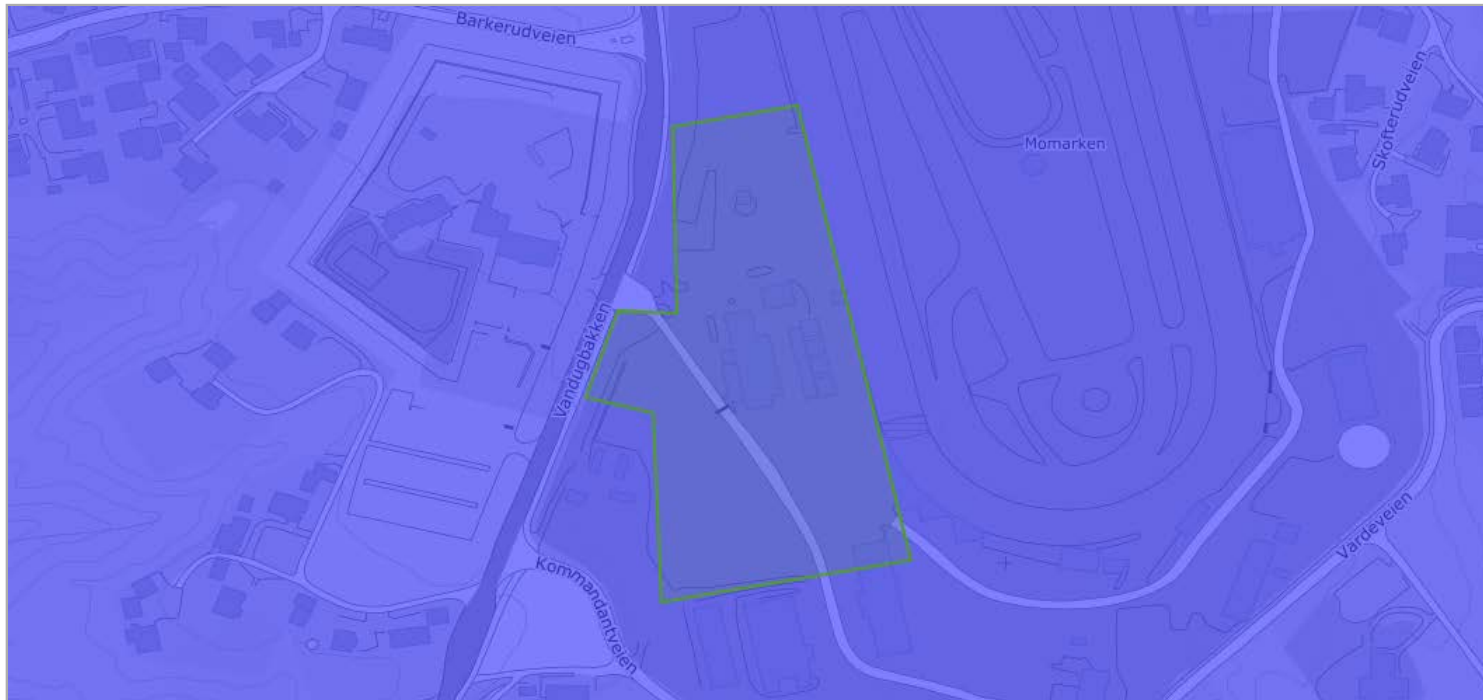 Barkerudveien
Momarken
Skofterudveien
Vandugbakken
Vardeveien
Kommandantveien